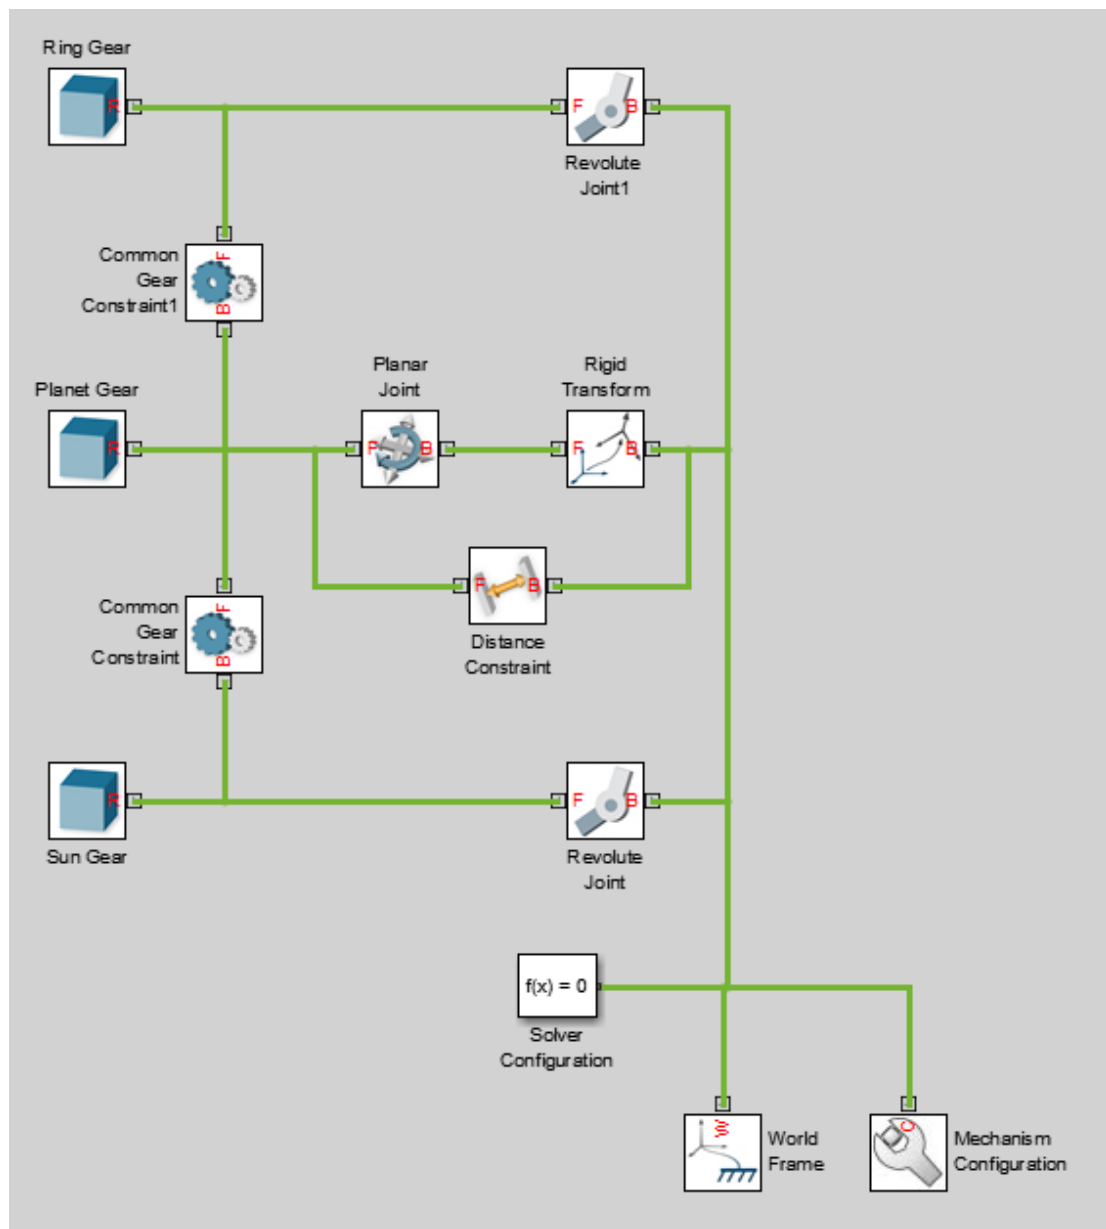 Ring Gear
R
F
B
Revolute
Joint1
Common
Gear
Constraint1
F
B
Planar
Joint
Rigid
Transform
Planet Gear
R
F
B
F
B
Common
Gear
Constraint
F
B
F
B
Distance
Constraint
R
F
B
Sun Gear
Revolute
Joint
f(x) = 0
Solver
Configuration
W
World
Frame
C
Mechanism
Configuration